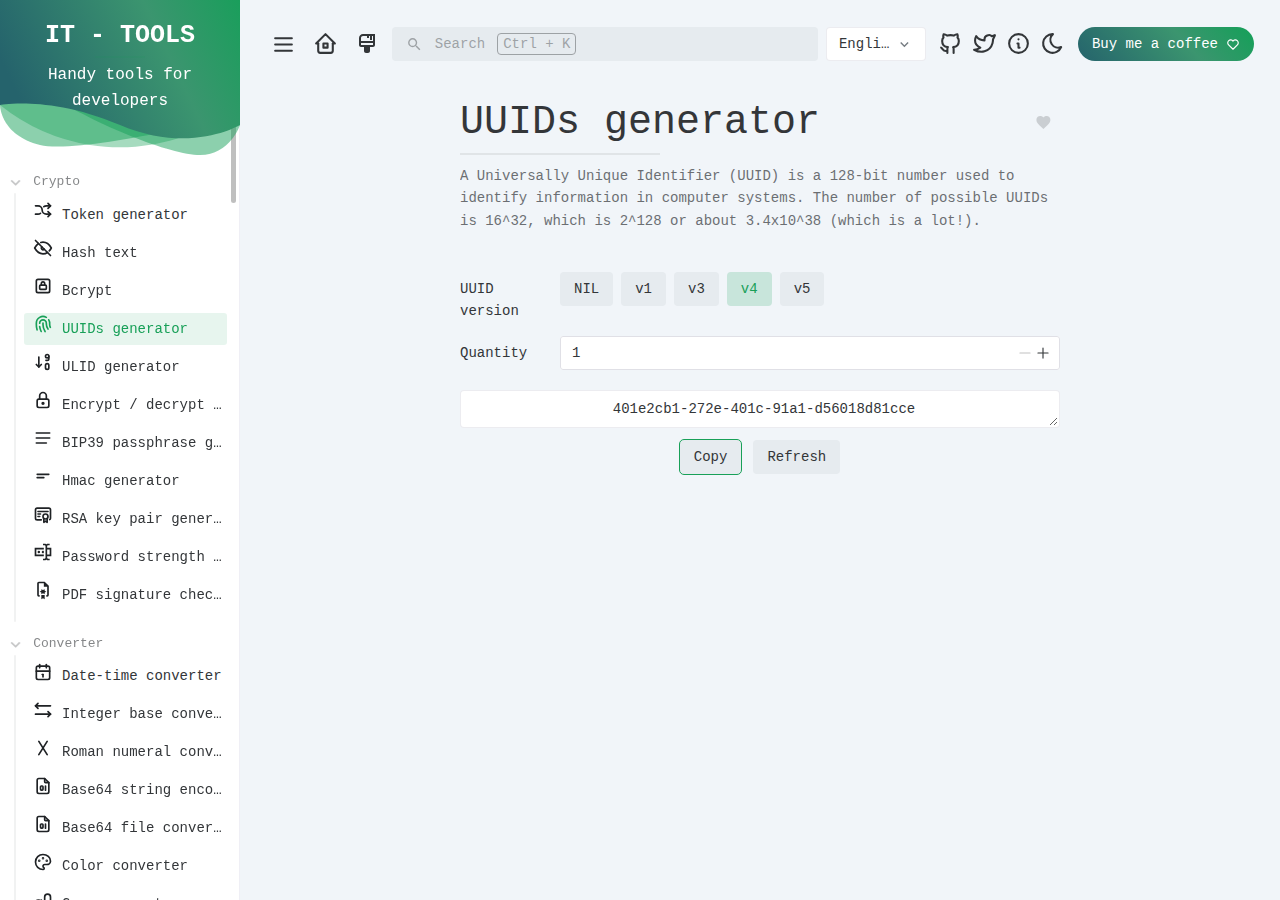 IT - TOOLS
Handy tools for
developers
Crypto
Token generator
Hash text
Bcrypt
UUIDs generator
ULID generator
Encrypt / decrypt …
BIP39 passphrase g…
Hmac generator
RSA key pair gener…
Password strength …
PDF signature chec…
Converter
Date-time converter
Integer base conve…
Roman numeral conv…
Base64 string enco…
Base64 file conver…
Color converter
Search Ctrl + K
Engli…
Buy me a coffee
UUIDs generator
A Universally Unique Identifier (UUID) is a 128-bit number used to
identify information in computer systems. The number of possible UUIDs
is 16^32, which is 2^128 or about 3.4x10^38 (which is a lot!).
UUID
version
NIL v1 v3 v4 v5
Quantity
1
401e2cb1-272e-401c-91a1-d56018d81cce
Copy Refresh